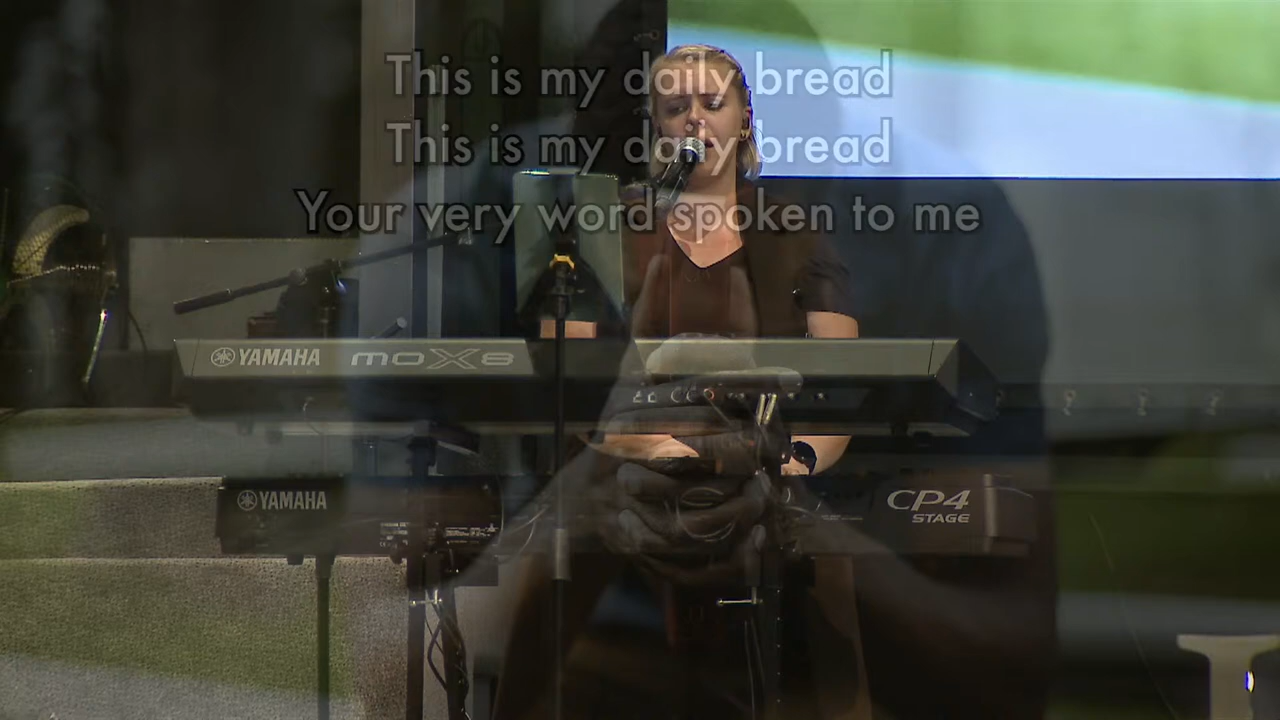 This is my daily bread
This is my daily bread
Your very word spoken to me
YAMAHA moX8
YAMAHA
CP4
STAGE